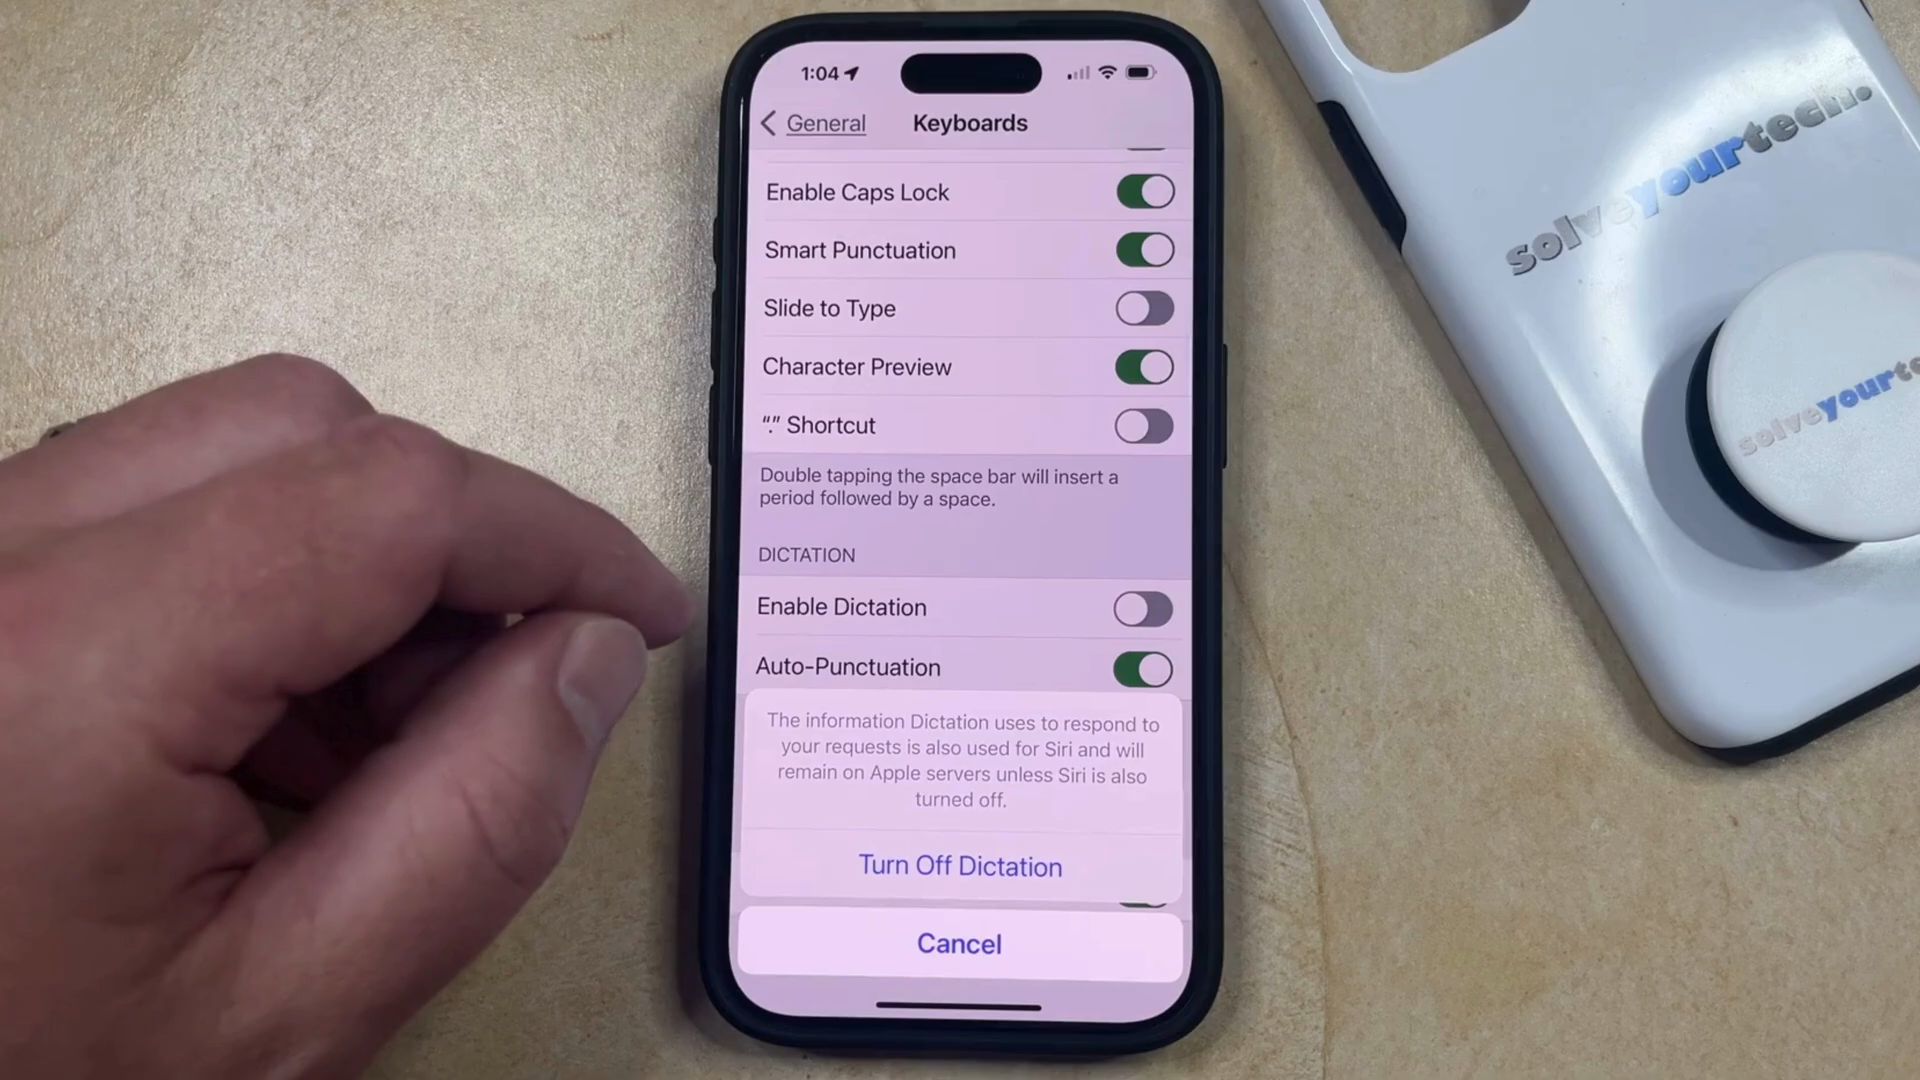 1:04
General
Keyboards
Enable Caps Lock
Smart Punctuation
Slide to Type
Character Preview
“.” Shortcut
Double tapping the space bar will insert a
period followed by a space.
DICTATION
Enable Dictation
Auto-Punctuation
The information Dictation uses to respond to
your requests is also used for Siri and will
remain on Apple servers unless Siri is also
turned off.
Turn Off Dictation
Cancel
solveyourtech.
solveyourte